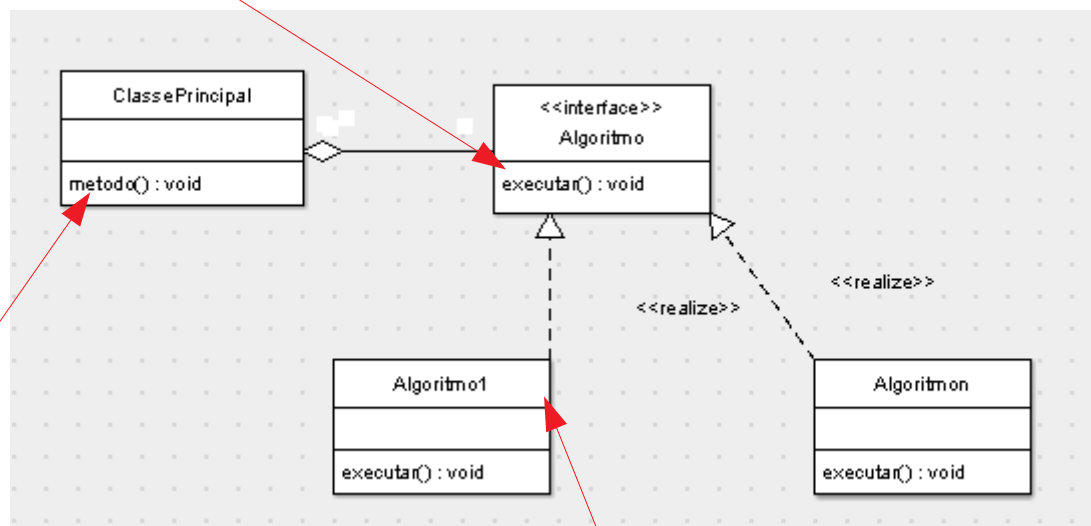 ClassePrincipal
metodo() : void
<<interface>>
Algoritmo
executar() : void
<<realize>>
<<realize>>
Algoritmo1
executar() : void
Algoritmon
executar() : void